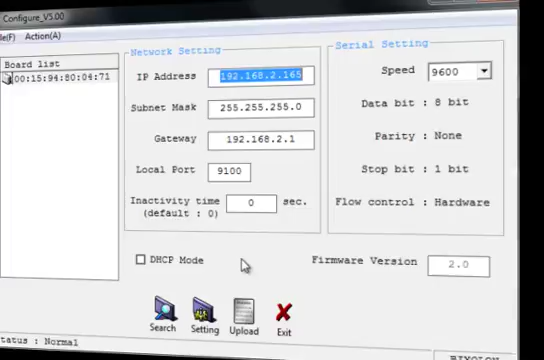 Configure_V5.00
Action(A)
Board list
00:15:94:80:04:71
Network Setting
IP Address 192.168.2.165
Subnet Mask 255.255.255.0
Gateway 192.168.2.1
Local Port 9100
Inactivity time 0 sec.
(default : 0)
DHCP Mode
Serial Setting
Speed 9600
Data bit : 8 bit
Parity : None
Stop bit : 1 bit
Flow control : Hardware
Firmware Version 2.0
Search Setting Upload Exit
tatus : Normal